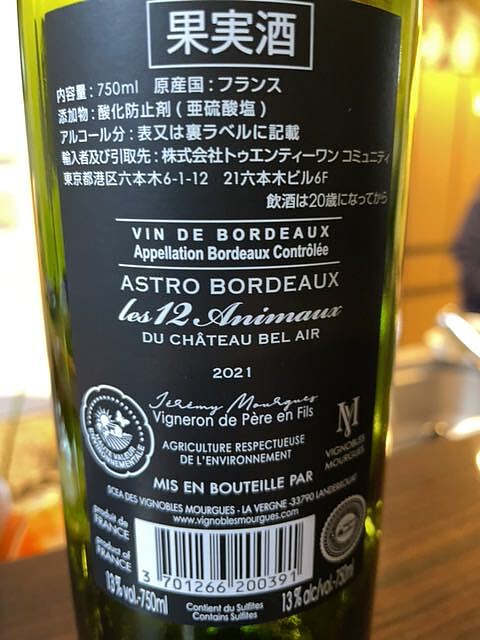 果実酒
内容量:750ml 原産国:フランス
添加物:酸化防止剤(亜硫酸塩)
アルコール分:表又は裏ラベルに記載
輸入者及び引取先:株式会社トゥエンティーワン コミュニティ
東京都港区六本木6-1-12 21六本木ビル6F
飲酒は20歳になってから
VIN DE BORDEAUX
Appellation Bordeaux Contrôlée
ASTRO BORDEAUX
les 12 Animaux
DU CHÂTEAU BEL AIR
2021
Jérémy Mourgues
Vigneron de Père en Fils
HAUTE VALEUR
ENVIRONNEMENTALE
VM
VIGNOBLES
MOURGUES
AGRICULTURE RESPECTUEUSE
DE L'ENVIRONNEMENT
MIS EN BOUTEILLE PAR
SCEA DES VIGNOBLES MOURGUES - LA VERGNE -33790 LANDERROUAT
www.vignoblesmourgues.com
produit de
FRANCE
product of
FRANCE
3 701266 200391
13%vol.-750ml
Contient du Sulfites
Contains Sulfites
13% alc/vol-750ml